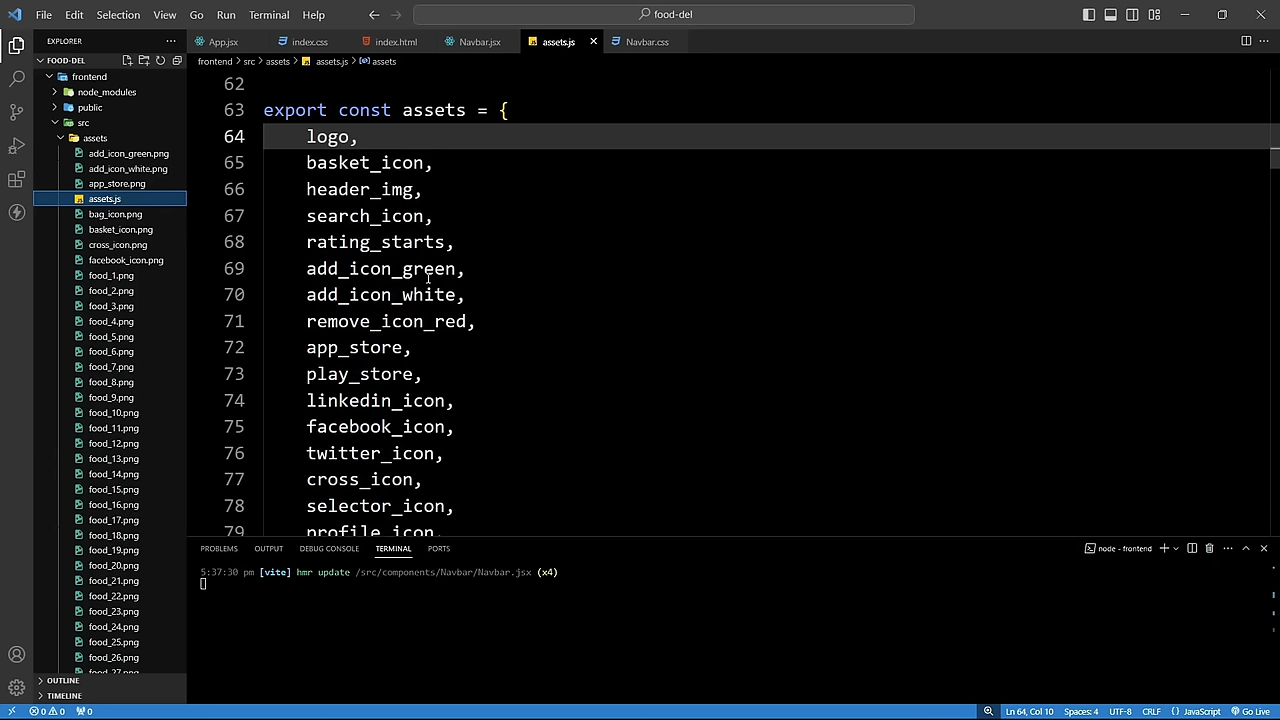 File Edit Selection View Go Run Terminal Help
food-del
EXPLORER
FOOD-DEL
frontend
node_modules
public
src
assets
add_icon_green.png
add_icon_white.png
app_store.png
assets.js
bag_icon.png
basket_icon.png
cross_icon.png
facebook_icon.png
food_1.png
food_2.png
food_3.png
food_4.png
food_5.png
food_6.png
food_7.png
food_8.png
food_9.png
food_10.png
food_11.png
food_12.png
food_13.png
food_14.png
food_15.png
food_16.png
food_17.png
food_18.png
food_19.png
food_20.png
food_21.png
food_22.png
food_23.png
food_24.png
food_25.png
food_26.png
food_27.png
OUTLINE
TIMELINE
App.jsx index.css index.html Navbar.jsx assets.js Navbar.css
frontend > src > assets > assets.js > assets
62
63 export const assets = {
64 logo,
65 basket_icon,
66 header_img,
67 search_icon,
68 rating_starts,
69 add_icon_green,
70 add_icon_white,
71 remove_icon_red,
72 app_store,
73 play_store,
74 linkedin_icon,
75 facebook_icon,
76 twitter_icon,
77 cross_icon,
78 selector_icon,
79 profile_icon,
PROBLEMS OUTPUT DEBUG CONSOLE TERMINAL PORTS
node - frontend
5:37:30 pm [vite] hmr update /src/components/Navbar/Navbar.jsx (x4)
0 0 0 Ln 64, Col 10 Spaces: 4 UTF-8 CRLF {} JavaScript Go Live